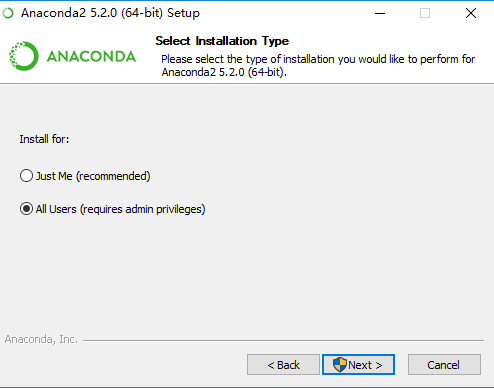 Anaconda2 5.2.0 (64-bit) Setup
ANACONDA
Select Installation Type
Please select the type of installation you would like to perform for
Anaconda2 5.2.0 (64-bit).
Install for:
Just Me (recommended)
All Users (requires admin privileges)
Anaconda, Inc.
< Back
Next >
Cancel